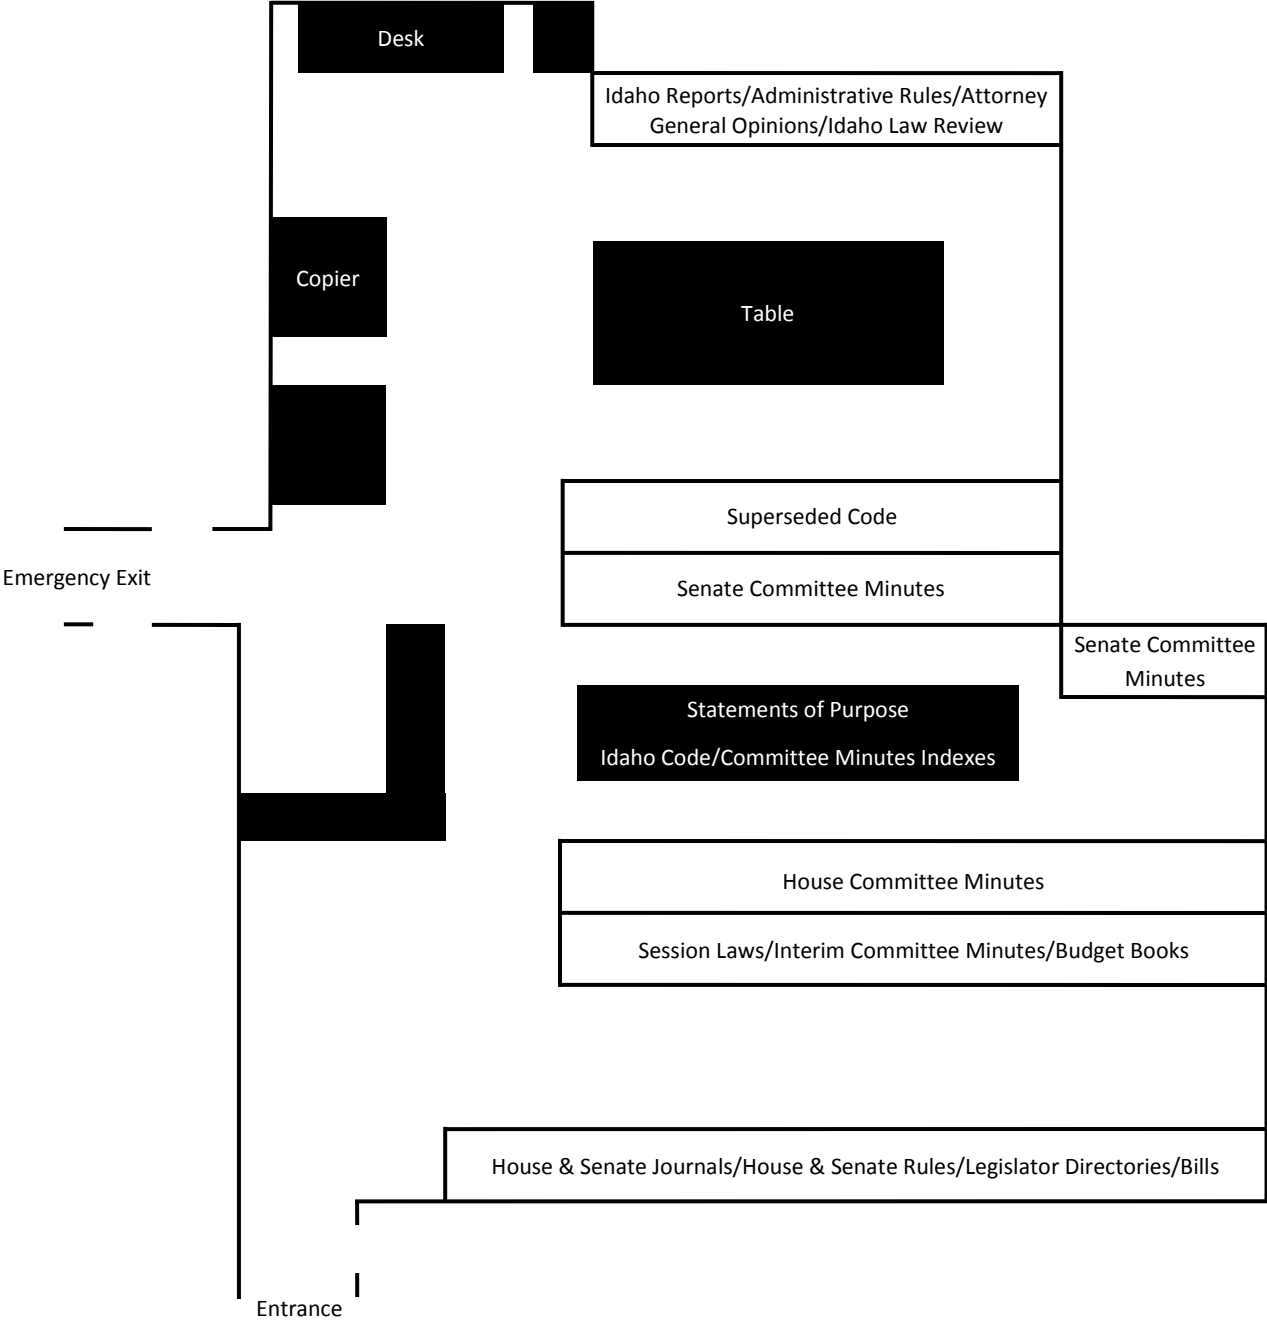 Desk
Idaho Reports/Administrative Rules/Attorney
General Opinions/Idaho Law Review
Copier
Table
Superseded Code
Emergency Exit
Senate Committee Minutes
Senate Committee
Minutes
Statements of Purpose
Idaho Code/Committee Minutes Indexes
House Committee Minutes
Session Laws/Interim Committee Minutes/Budget Books
House & Senate Journals/House & Senate Rules/Legislator Directories/Bills
Entrance